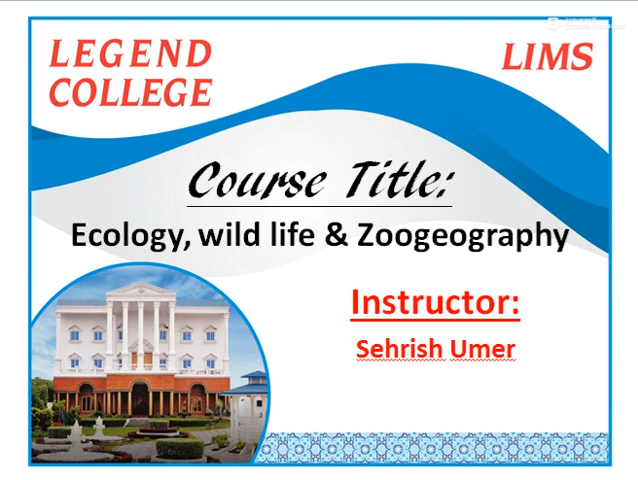 LEGEND
COLLEGE
LIMS
Course Title:
Ecology, wild life & Zoogeography
Instructor:
Sehrish Umer